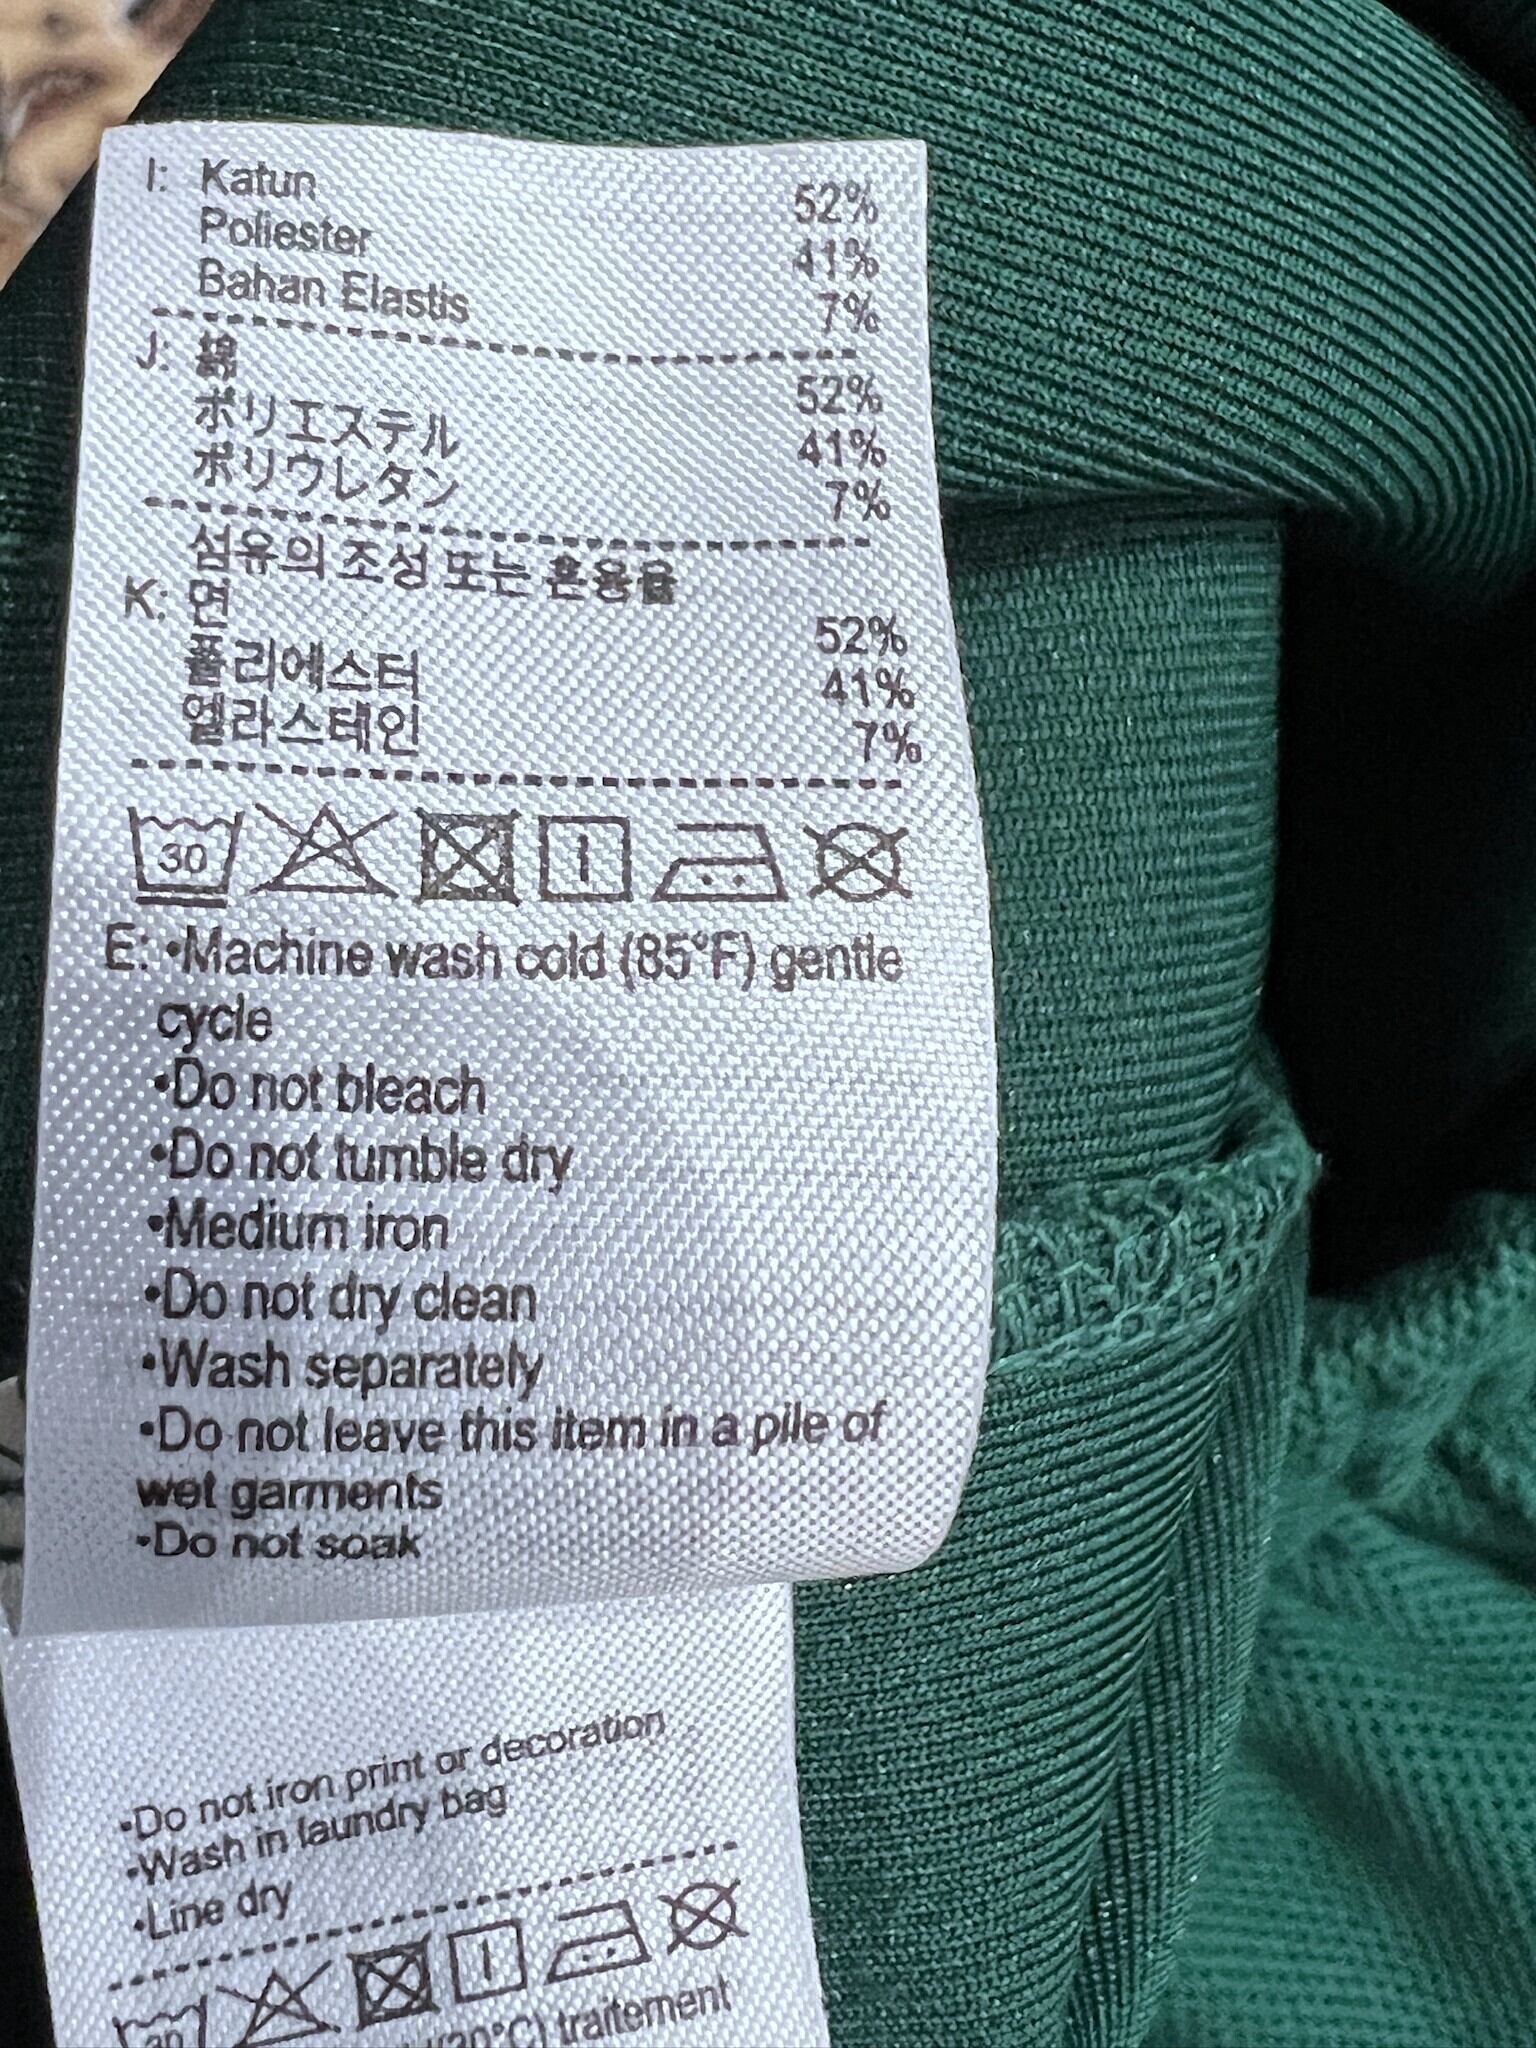 I: Katun 52%
Poliester 41%
Bahan Elastis 7%
J: 綿 52%
ポリエステル 41%
ポリウレタン 7%
섬유의 조성 또는 혼용율
K: 면 52%
폴리에스터 41%
엘라스테인 7%
30
E: •Machine wash cold (85°F) gentle
cycle
•Do not bleach
•Do not tumble dry
•Medium iron
•Do not dry clean
•Wash separately
•Do not leave this item in a pile of
wet garments
•Do not soak
•Do not iron print or decoration
•Wash in laundry bag
•Line dry
30
(30°C) traitement